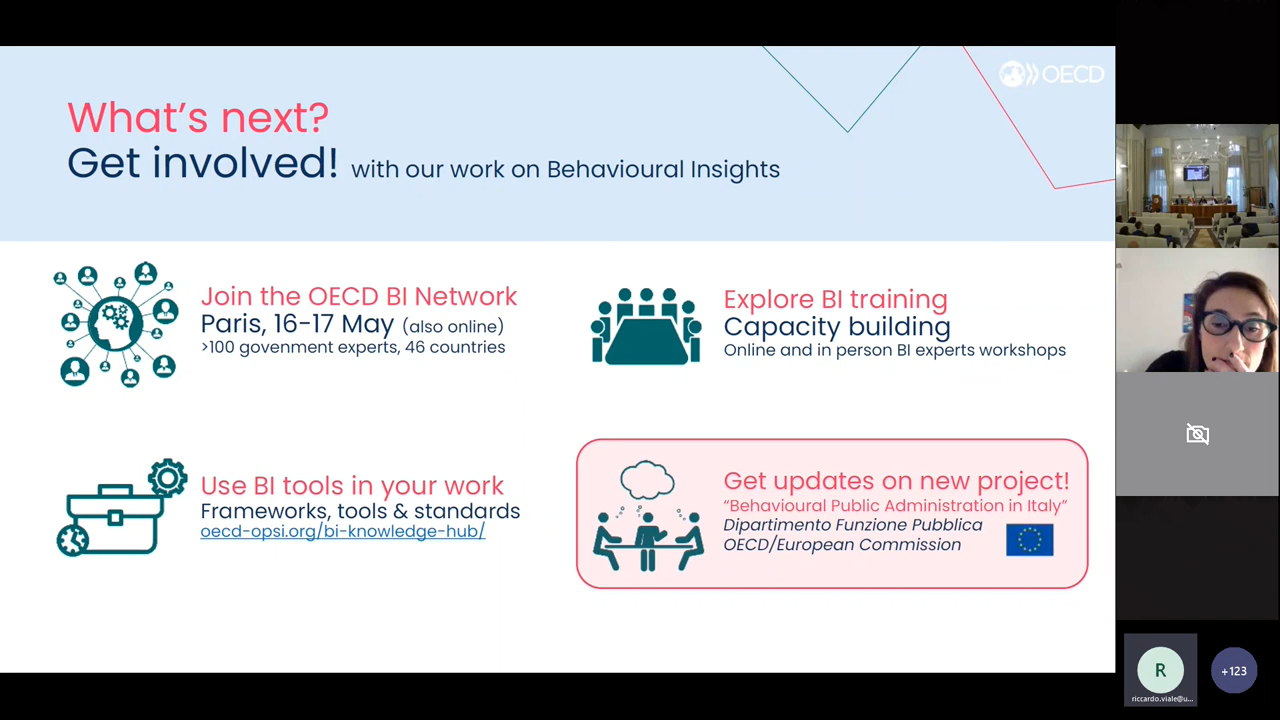 OECD
What's next?
Get involved! with our work on Behavioural Insights
Join the OECD BI Network
Paris, 16-17 May (also online)
>100 govenment experts, 46 countries
Explore BI training
Capacity building
Online and in person BI experts workshops
Use BI tools in your work
Frameworks, tools & standards
oecd-opsi.org/bi-knowledge-hub/
Get updates on new project!
“Behavioural Public Administration in Italy”
Dipartimento Funzione Pubblica
OECD/European Commission
R
riccardo.viale@u...
+123